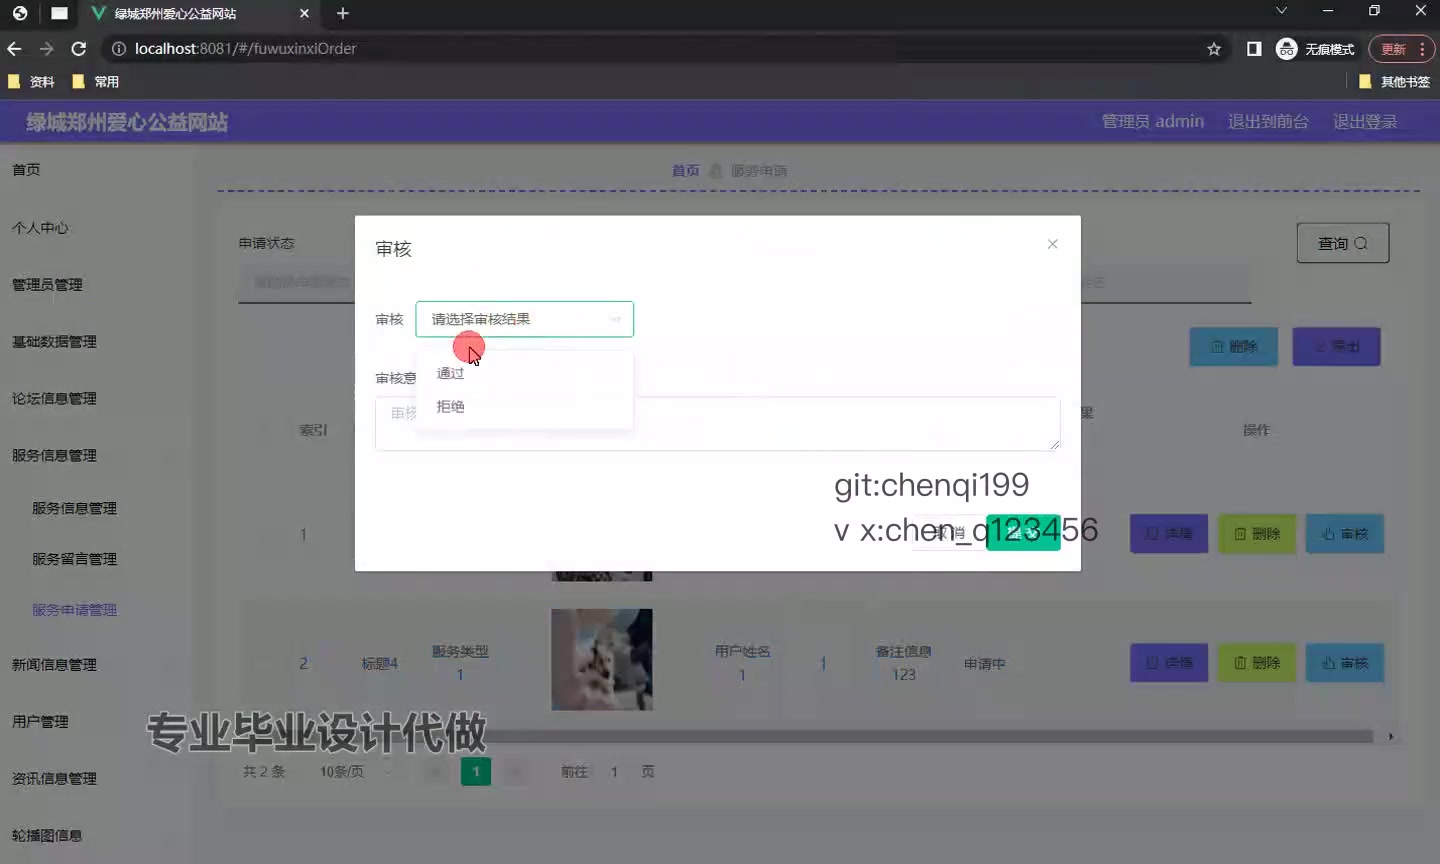 绿城郑州爱心公益网站
localhost:8081/#/fuwuxinxiOrder
无痕模式
更新
资料
常用
其他书签
绿城郑州爱心公益网站
管理员 admin
退出到前台
退出登录
首页
个人中心
管理员管理
基础数据管理
论坛信息管理
服务信息管理
服务信息管理
服务留言管理
服务申请管理
新闻信息管理
用户管理
资讯信息管理
轮播图信息
首页
服务申请
申请状态
查询
删除
导出
审核
审核
请选择审核结果
通过
拒绝
审核意
审核
取消
提交
git:chenqi199
v x:chen_q123456
索引
操作
1
详情
删除
审核
2
标题4
服务类型
1
用户姓名
1
1
备注信息
123
申请中
详情
删除
审核
专业毕业设计代做
共 2 条
10条/页
1
前往
1
页